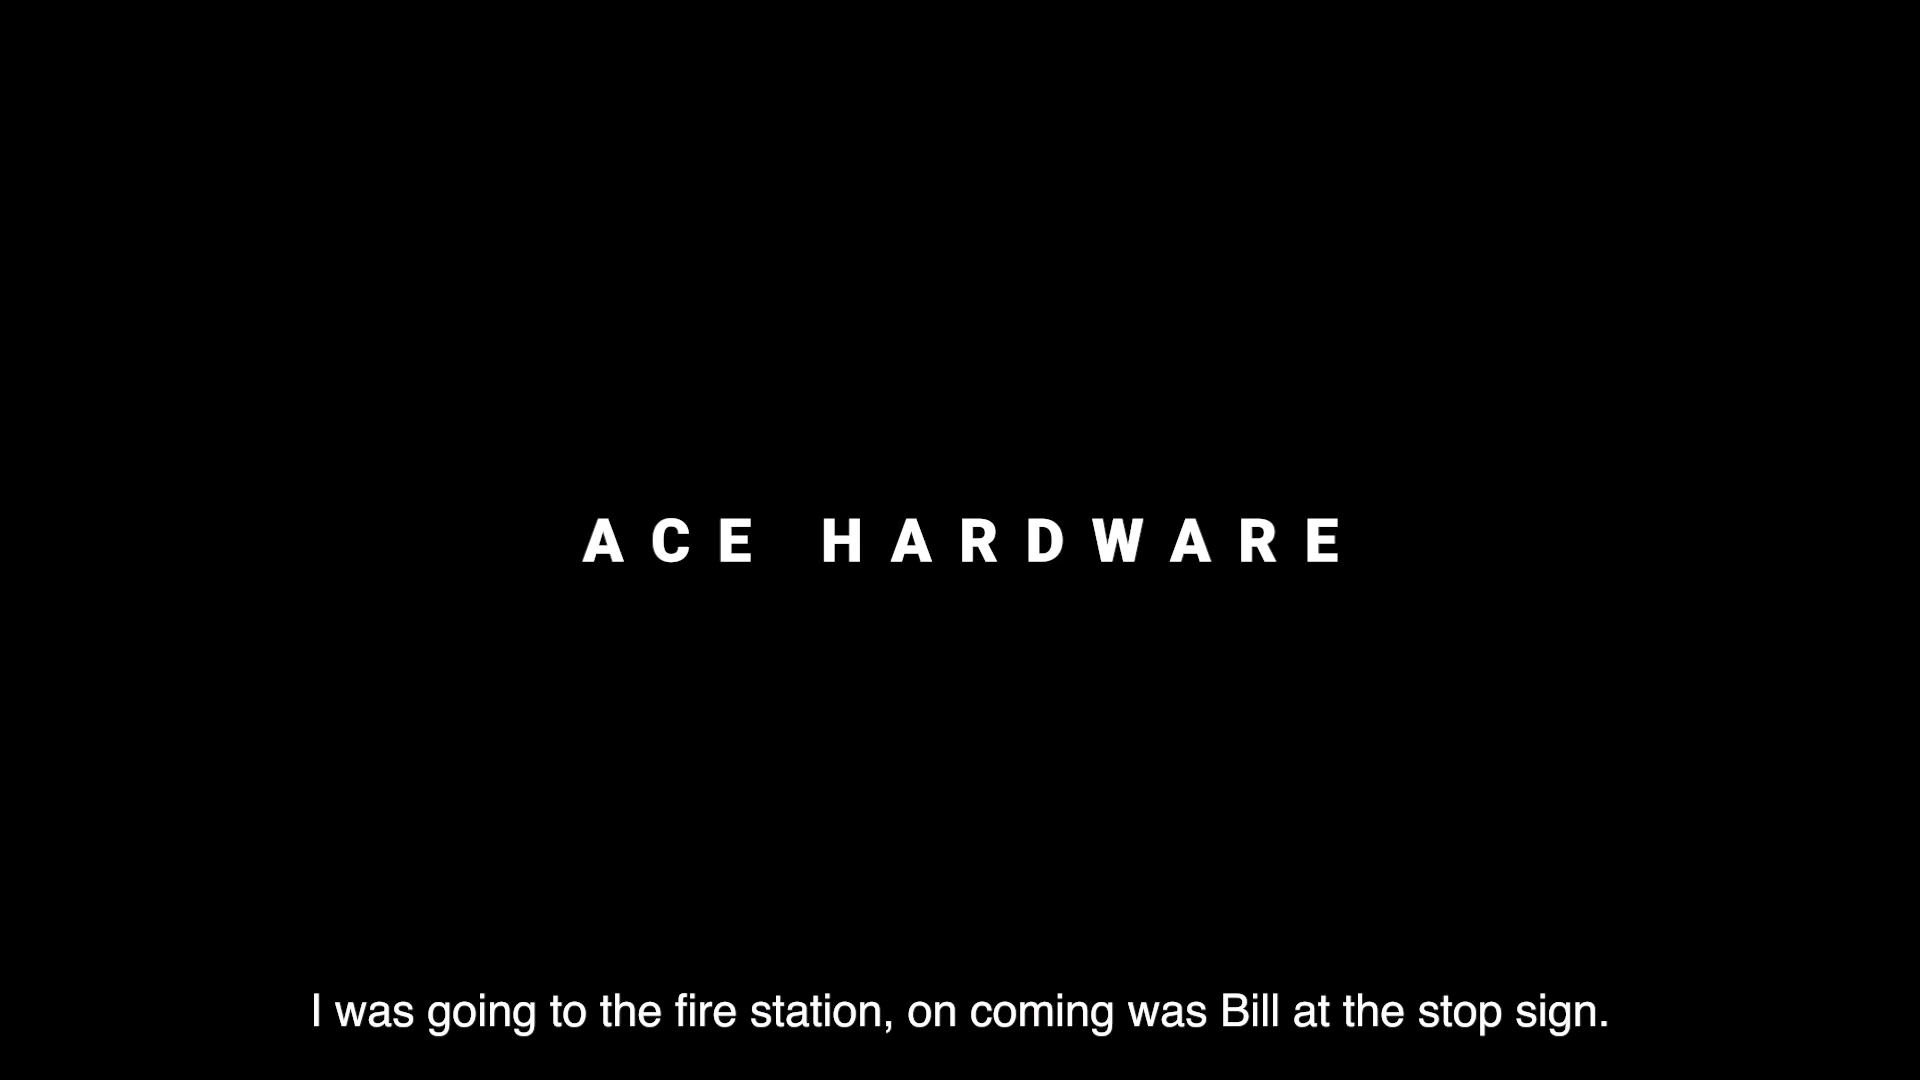 ACE HARDWARE
I was going to the fire station, on coming was Bill at the stop sign.